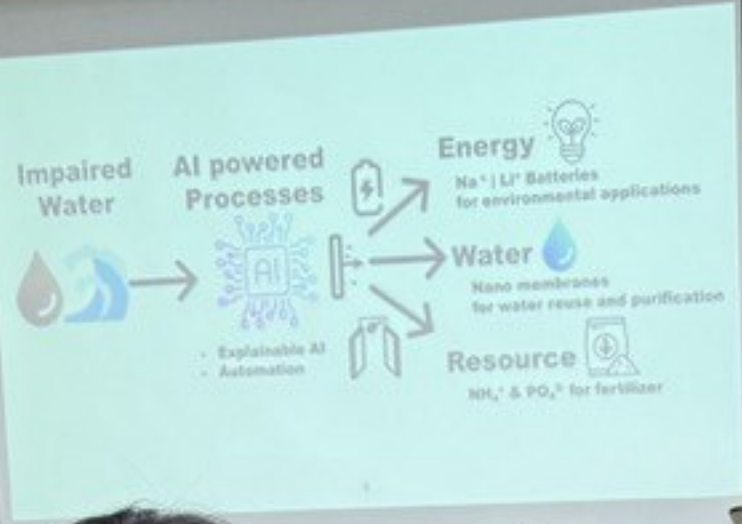 Impaired
Water
AI powered
Processes
AI
• Explainable AI
• Automation
Energy
Na⁺ | Li⁺ Batteries
for environmental applications
Water
Nano membranes
for water reuse and purification
Resource
NH₄⁺ & PO₄³⁻ for fertilizer